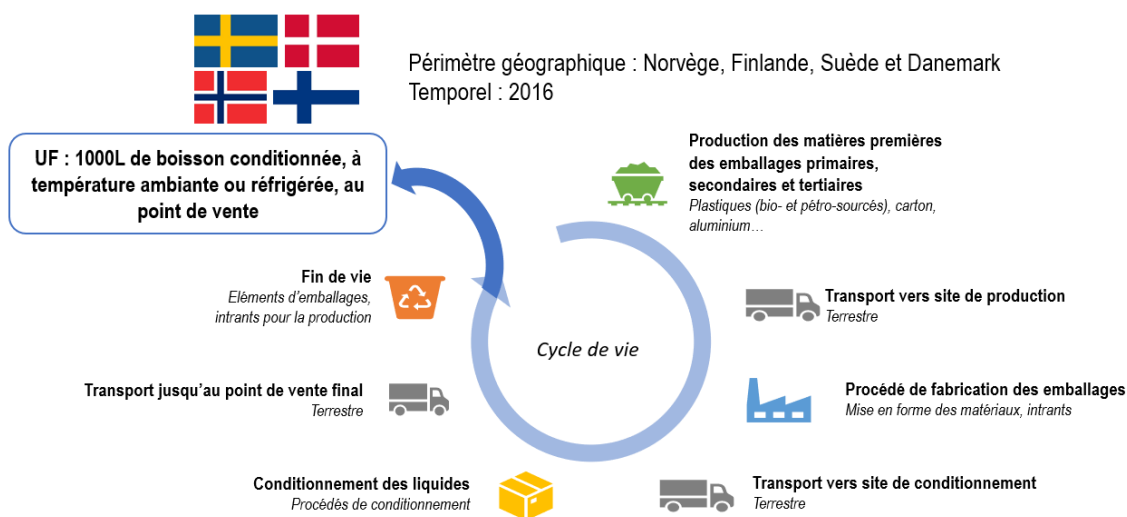 Périmètre géographique : Norvège, Finlande, Suède et Danemark
Temporel : 2016
UF : 1000L de boisson conditionnée, à
température ambiante ou réfrigérée, au
point de vente
Production des matières premières
des emballages primaires,
secondaires et tertiaires
Plastiques (bio- et pétro-sourcés), carton,
aluminium…
Transport vers site de production
Terrestre
Procédé de fabrication des emballages
Mise en forme des matériaux, intrants
Transport vers site de conditionnement
Terrestre
Conditionnement des liquides
Procédés de conditionnement
Transport jusqu’au point de vente final
Terrestre
Fin de vie
Eléments d’emballages,
intrants pour la production
Cycle de vie